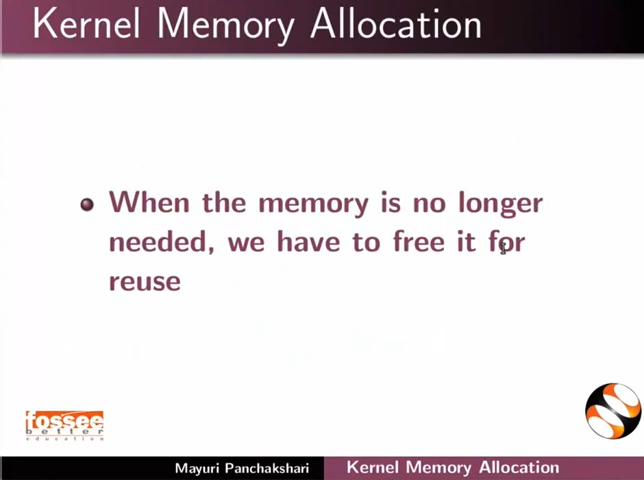 Kernel Memory Allocation
When the memory is no longer
needed, we have to free it for
reuse
fossee
better
education
Mayuri Panchakshari
Kernel Memory Allocation